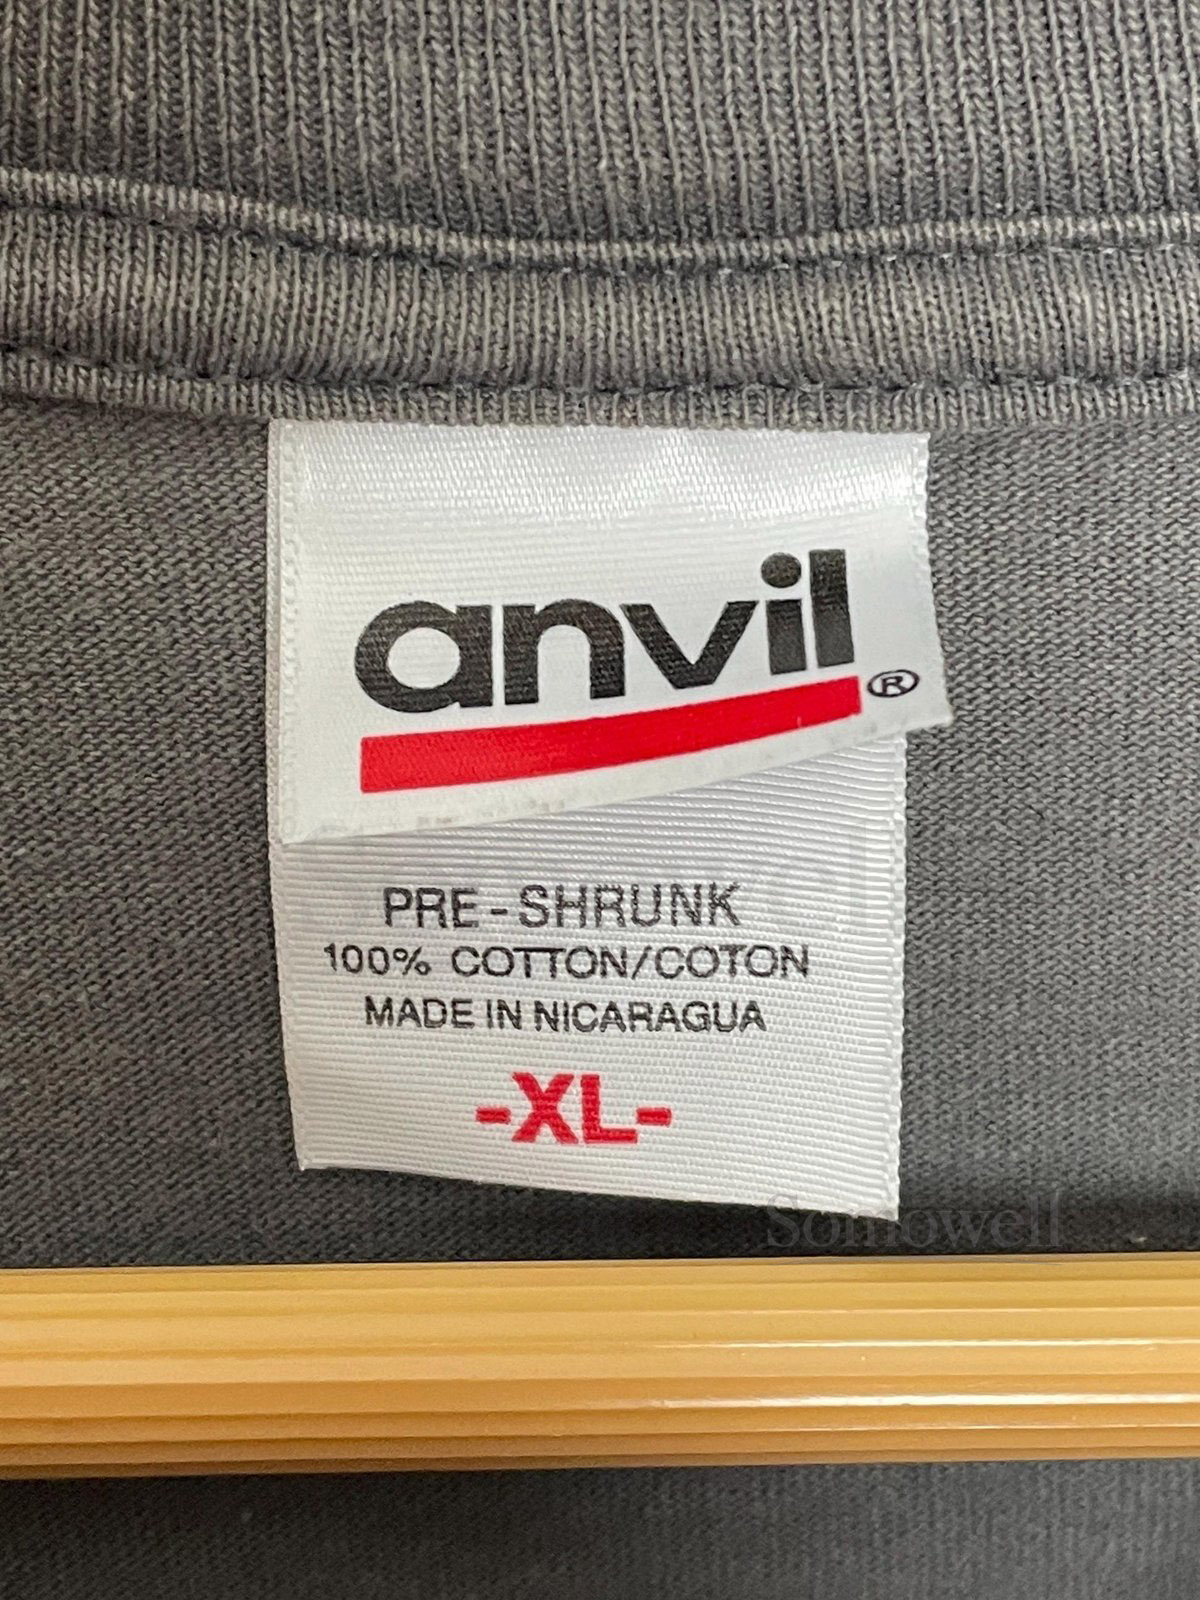 anvil®
PRE-SHRUNK
100% COTTON/COTON
MADE IN NICARAGUA
-XL-